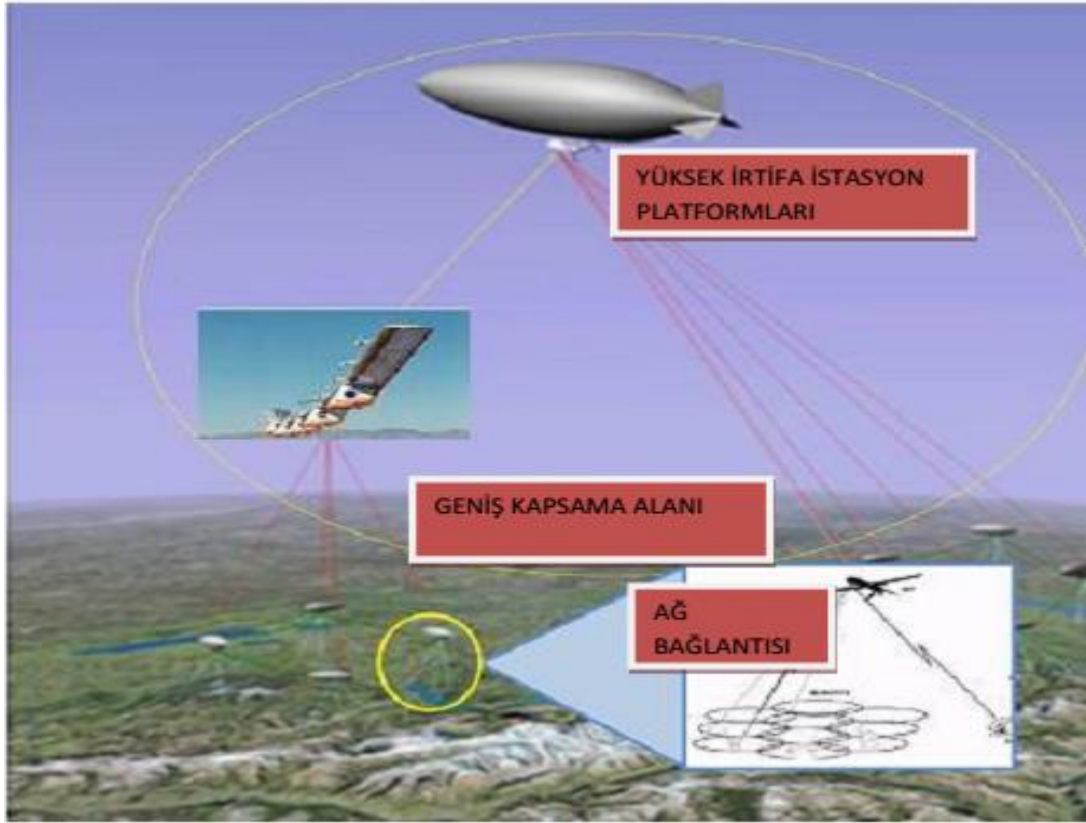 YÜKSEK İRTİFA İSTASYON
PLATFORMLARI
GENİŞ KAPSAMA ALANI
AĞ
BAĞLANTISI